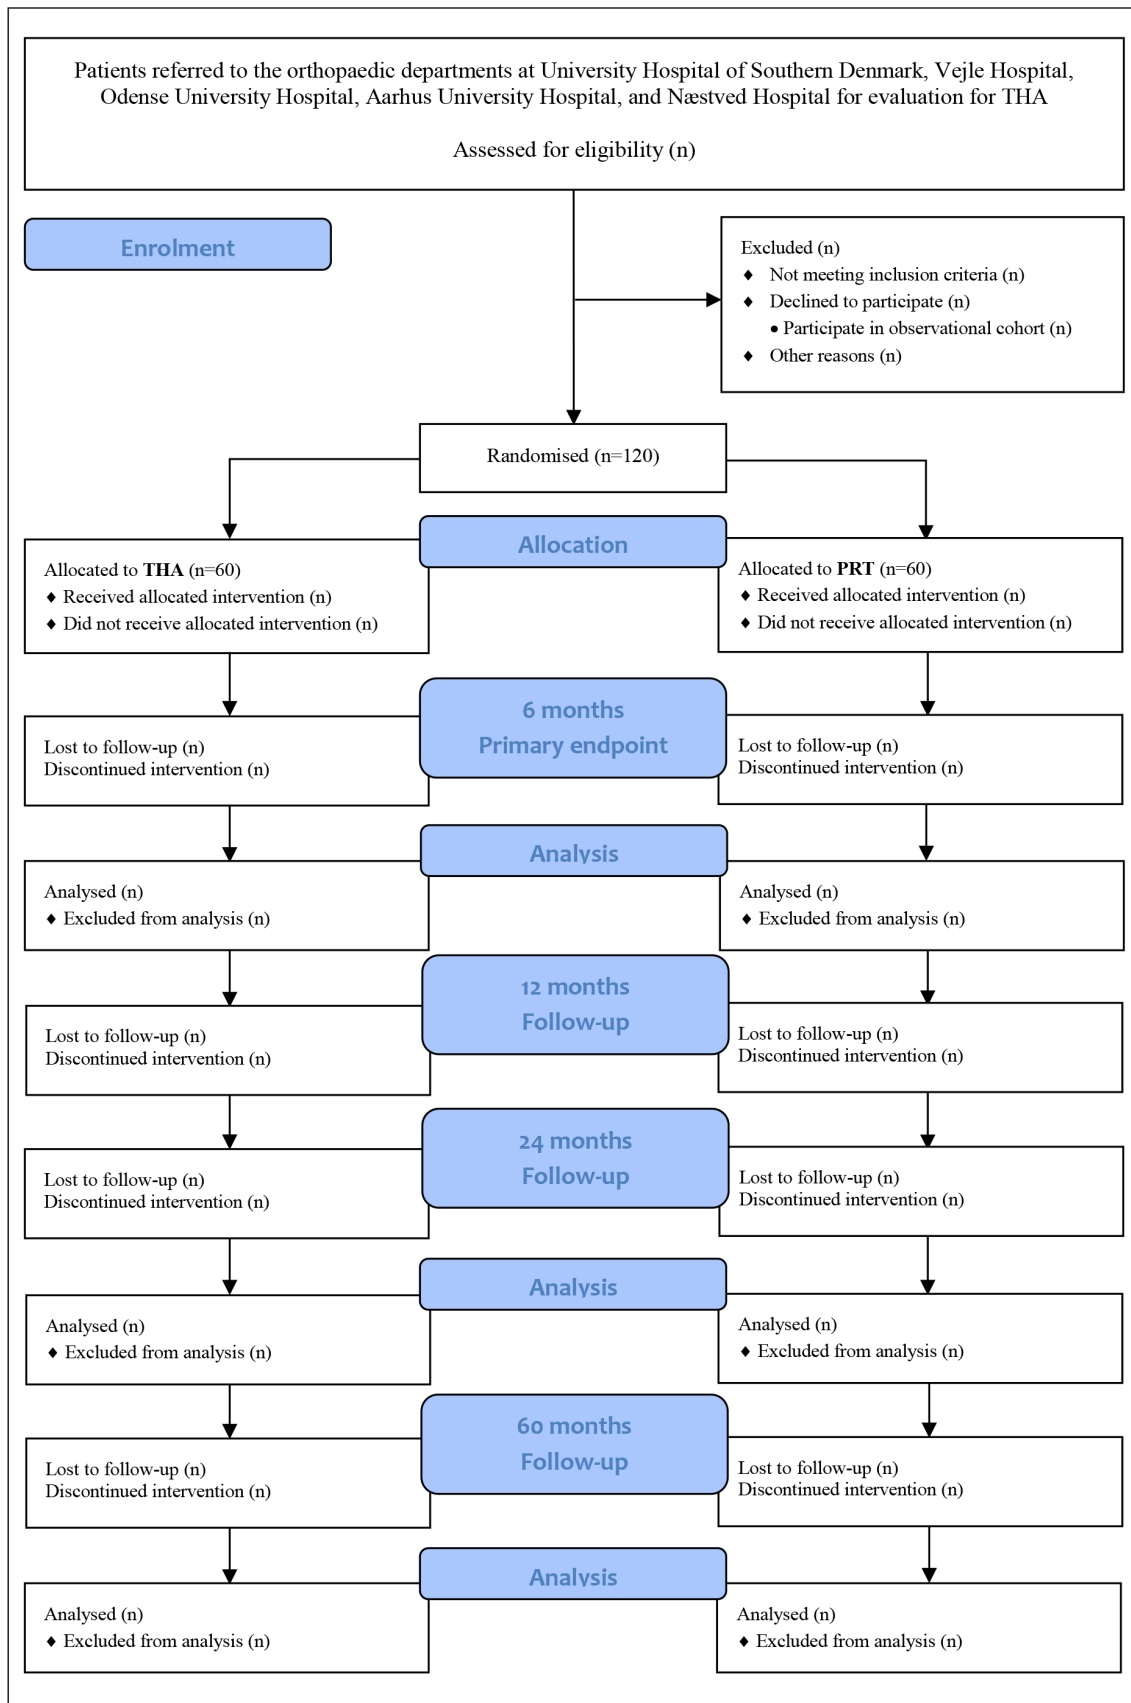 Patients referred to the orthopaedic departments at University Hospital of Southern Denmark, Vejle Hospital,
Odense University Hospital, Aarhus University Hospital, and Næstved Hospital for evaluation for THA
Assessed for eligibility (n)
Enrolment
Excluded (n)
♦ Not meeting inclusion criteria (n)
♦ Declined to participate (n)
• Participate in observational cohort (n)
♦ Other reasons (n)
Randomised (n=120)
Allocation
Allocated to THA (n=60)
♦ Received allocated intervention (n)
♦ Did not receive allocated intervention (n)
Allocated to PRT (n=60)
♦ Received allocated intervention (n)
♦ Did not receive allocated intervention (n)
6 months
Primary endpoint
Lost to follow-up (n)
Discontinued intervention (n)
Lost to follow-up (n)
Discontinued intervention (n)
Analysis
Analysed (n)
♦ Excluded from analysis (n)
Analysed (n)
♦ Excluded from analysis (n)
12 months
Follow-up
Lost to follow-up (n)
Discontinued intervention (n)
Lost to follow-up (n)
Discontinued intervention (n)
24 months
Follow-up
Lost to follow-up (n)
Discontinued intervention (n)
Lost to follow-up (n)
Discontinued intervention (n)
Analysis
Analysed (n)
♦ Excluded from analysis (n)
Analysed (n)
♦ Excluded from analysis (n)
60 months
Follow-up
Lost to follow-up (n)
Discontinued intervention (n)
Lost to follow-up (n)
Discontinued intervention (n)
Analysis
Analysed (n)
♦ Excluded from analysis (n)
Analysed (n)
♦ Excluded from analysis (n)